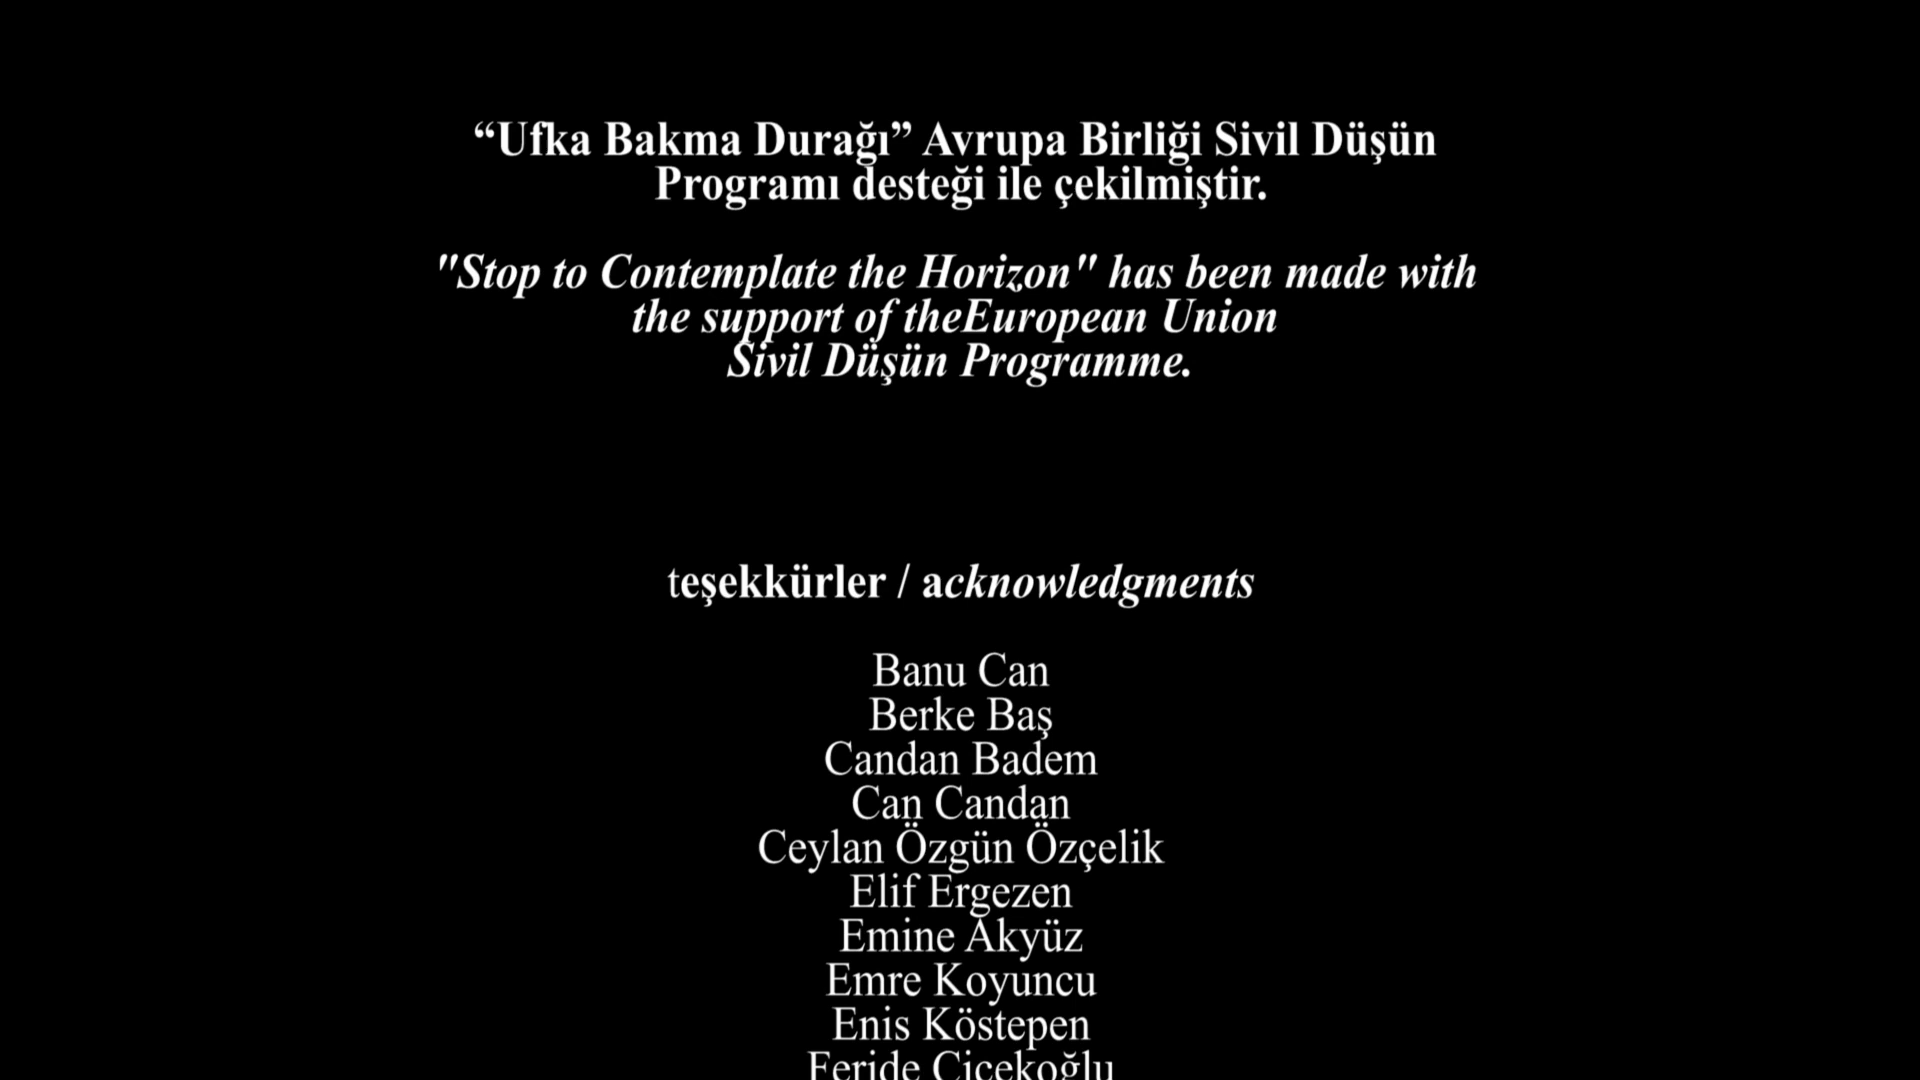 “Ufka Bakma Durağı” Avrupa Birliği Sivil Düşün
Programı desteği ile çekilmiştir.
"Stop to Contemplate the Horizon" has been made with
the support of theEuropean Union
Sivil Düşün Programme.
teşekkürler / acknowledgments
Banu Can
Berke Baş
Candan Badem
Can Candan
Ceylan Özgün Özçelik
Elif Ergezen
Emine Akyüz
Emre Koyuncu
Enis Köstepen
Feride Çiçekoğlu